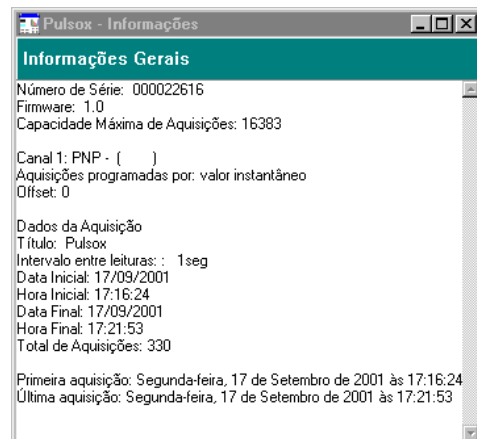 Pulsox - Informações
Informações Gerais
Número de Série:  000022616
Firmware:  1.0
Capacidade Máxima de Aquisições: 16383
Canal 1: PNP -  (        )
Aquisições programadas por: valor instantâneo
Offset: 0
Dados da Aquisição
Título:  Pulsox
Intervalo entre leituras: :   1seg
Data Inicial: 17/09/2001
Hora Inicial: 17:16:24
Data Final: 17/09/2001
Hora Final: 17:21:53
Total de Aquisições: 330
Primeira aquisição: Segunda-feira, 17 de Setembro de 2001 às 17:16:24
Última aquisição: Segunda-feira, 17 de Setembro de 2001 às 17:21:53